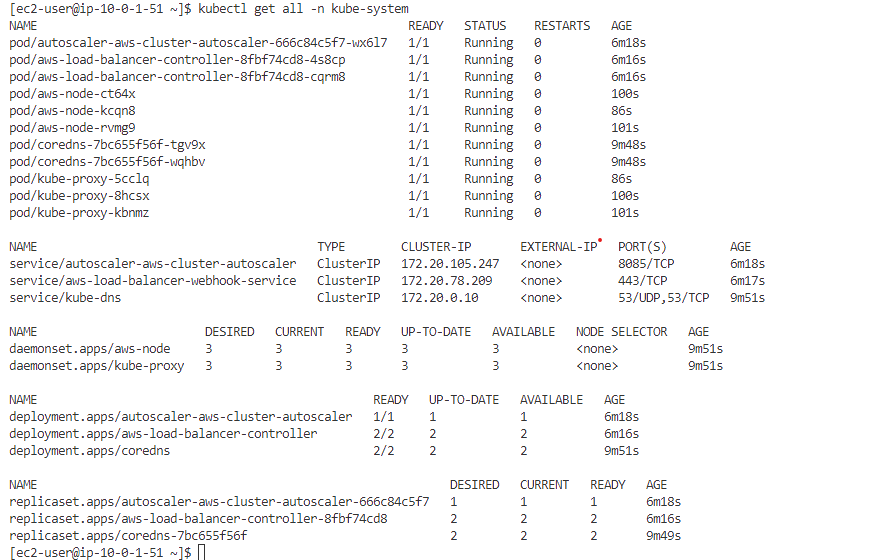 [ec2-user@ip-10-0-1-51 ~]$ kubectl get all -n kube-system
NAME READY STATUS RESTARTS AGE
pod/autoscaler-aws-cluster-autoscaler-666c84c5f7-wx6l7 1/1 Running 0 6m18s
pod/aws-load-balancer-controller-8fbf74cd8-4s8cp 1/1 Running 0 6m16s
pod/aws-load-balancer-controller-8fbf74cd8-cqrm8 1/1 Running 0 6m16s
pod/aws-node-ct64x 1/1 Running 0 100s
pod/aws-node-kcqn8 1/1 Running 0 86s
pod/aws-node-rvmg9 1/1 Running 0 101s
pod/coredns-7bc655f56f-tgv9x 1/1 Running 0 9m48s
pod/coredns-7bc655f56f-wqhbv 1/1 Running 0 9m48s
pod/kube-proxy-5cclq 1/1 Running 0 86s
pod/kube-proxy-8hcsx 1/1 Running 0 100s
pod/kube-proxy-kbnmz 1/1 Running 0 101s
NAME TYPE CLUSTER-IP EXTERNAL-IP PORT(S) AGE
service/autoscaler-aws-cluster-autoscaler ClusterIP 172.20.105.247 <none> 8085/TCP 6m18s
service/aws-load-balancer-webhook-service ClusterIP 172.20.78.209 <none> 443/TCP 6m17s
service/kube-dns ClusterIP 172.20.0.10 <none> 53/UDP,53/TCP 9m51s
NAME DESIRED CURRENT READY UP-TO-DATE AVAILABLE NODE SELECTOR AGE
daemonset.apps/aws-node 3 3 3 3 3 <none> 9m51s
daemonset.apps/kube-proxy 3 3 3 3 3 <none> 9m51s
NAME READY UP-TO-DATE AVAILABLE AGE
deployment.apps/autoscaler-aws-cluster-autoscaler 1/1 1 1 6m18s
deployment.apps/aws-load-balancer-controller 2/2 2 2 6m16s
deployment.apps/coredns 2/2 2 2 9m51s
NAME DESIRED CURRENT READY AGE
replicaset.apps/autoscaler-aws-cluster-autoscaler-666c84c5f7 1 1 1 6m18s
replicaset.apps/aws-load-balancer-controller-8fbf74cd8 2 2 2 6m16s
replicaset.apps/coredns-7bc655f56f 2 2 2 9m49s
[ec2-user@ip-10-0-1-51 ~]$